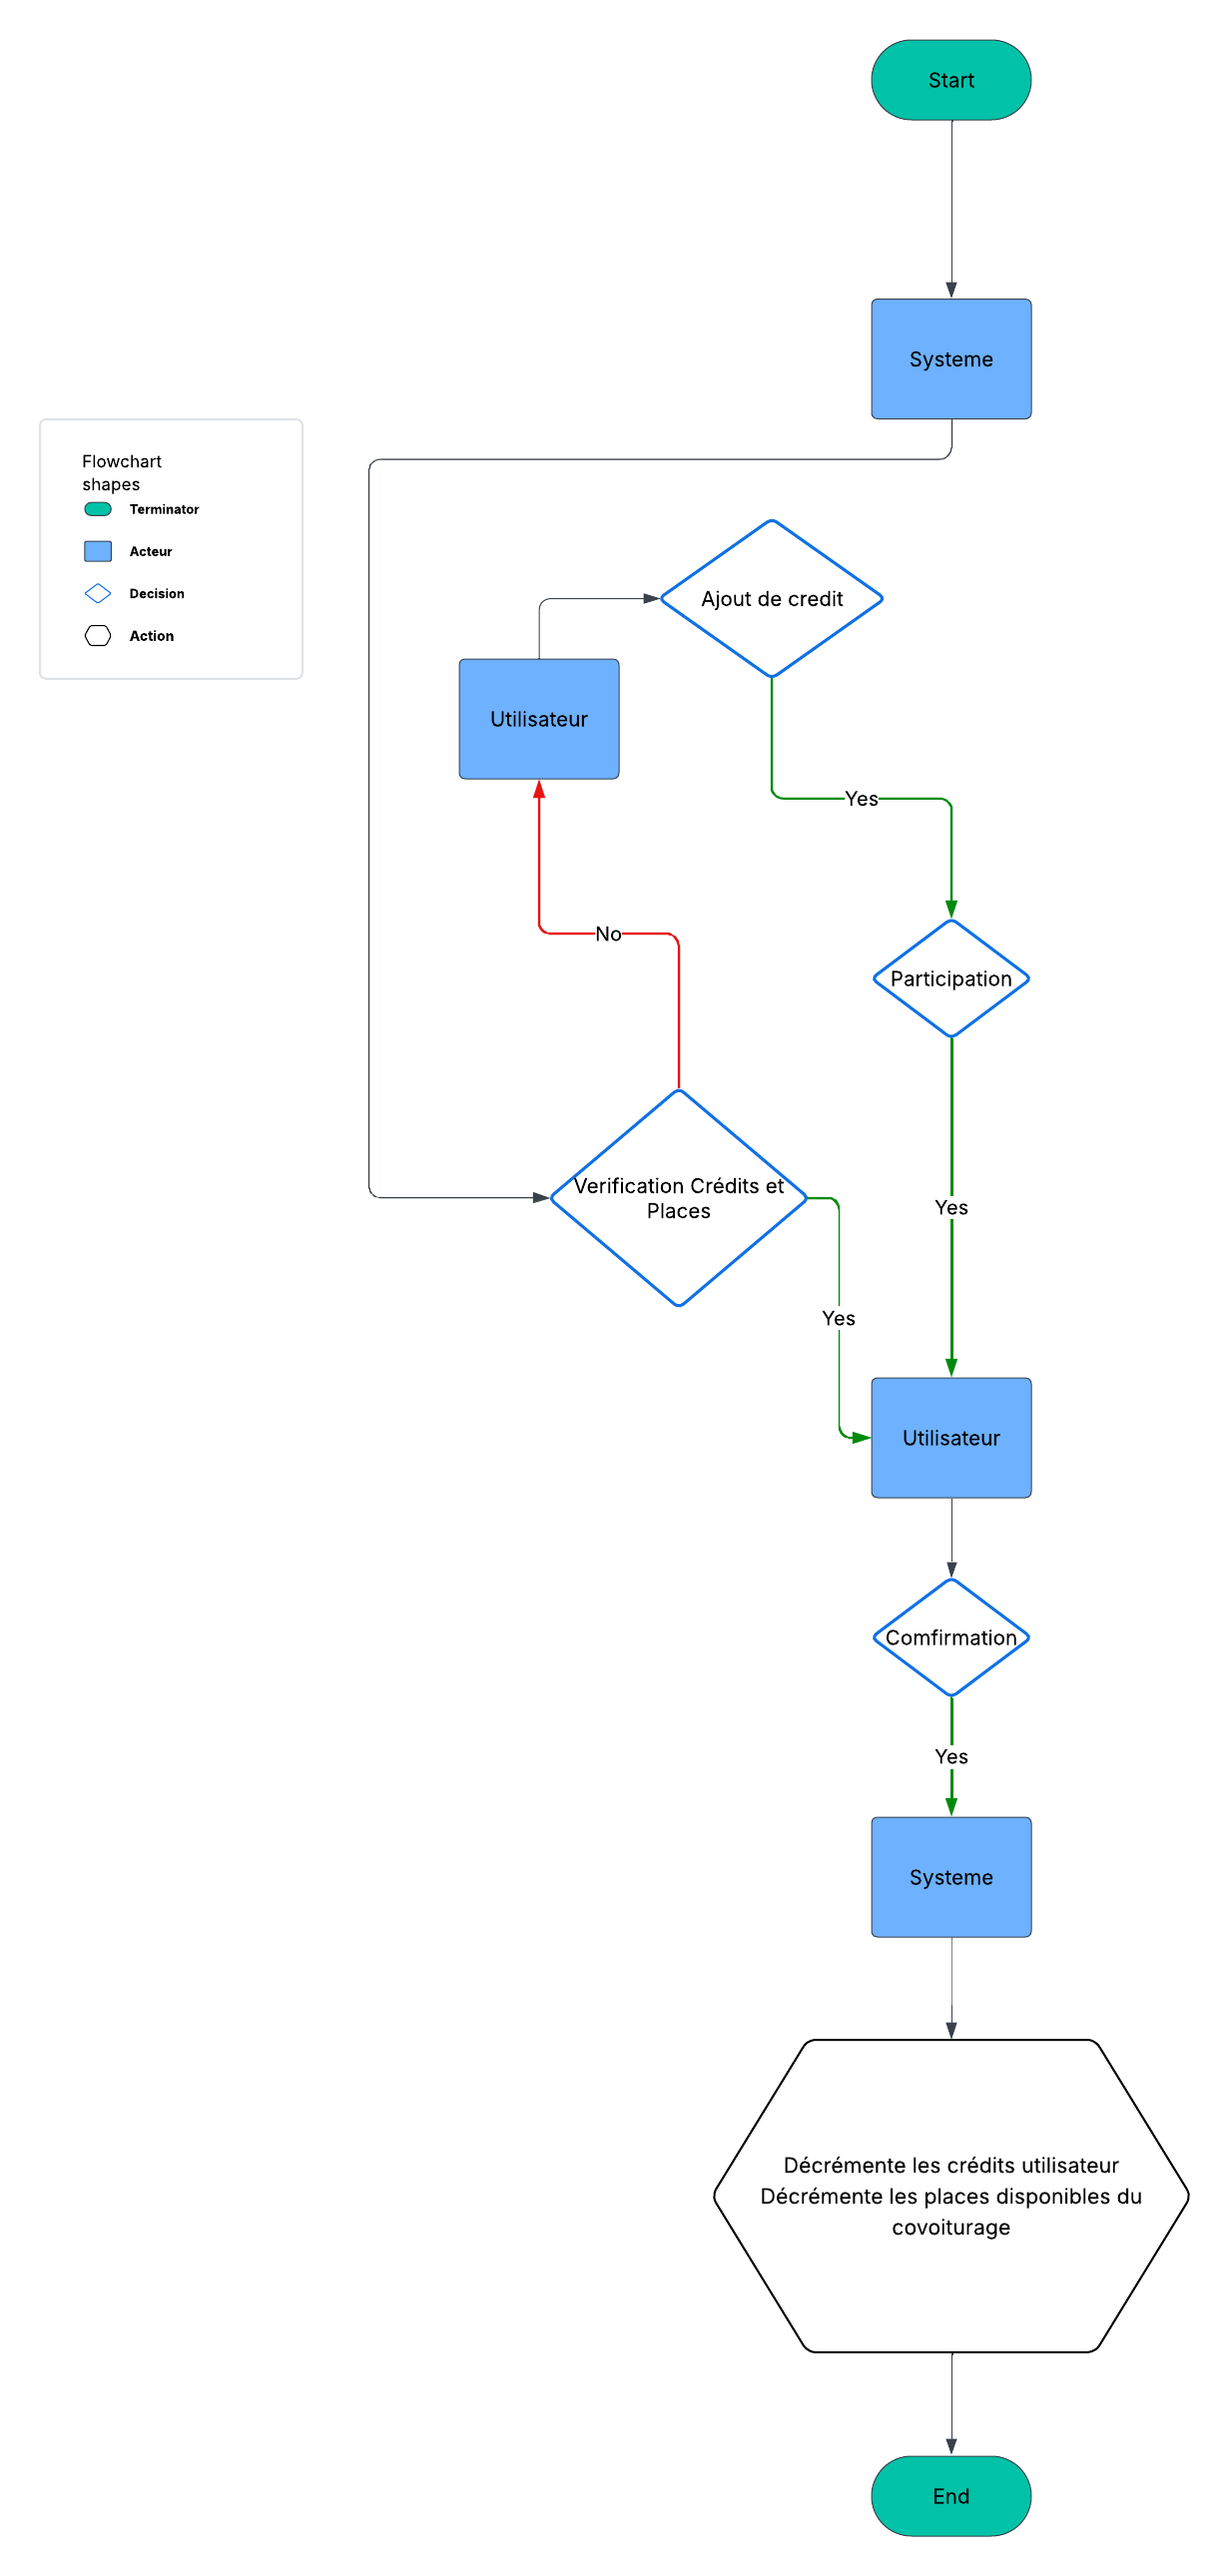 Start
Systeme
Flowchart
shapes
Terminator
Acteur
Decision
Action
Ajout de credit
Utilisateur
Yes
No
Participation
Verification Crédits et
Places
Yes
Yes
Utilisateur
Comfirmation
Yes
Systeme
Décrémente les crédits utilisateur
Décrémente les places disponibles du
covoiturage
End